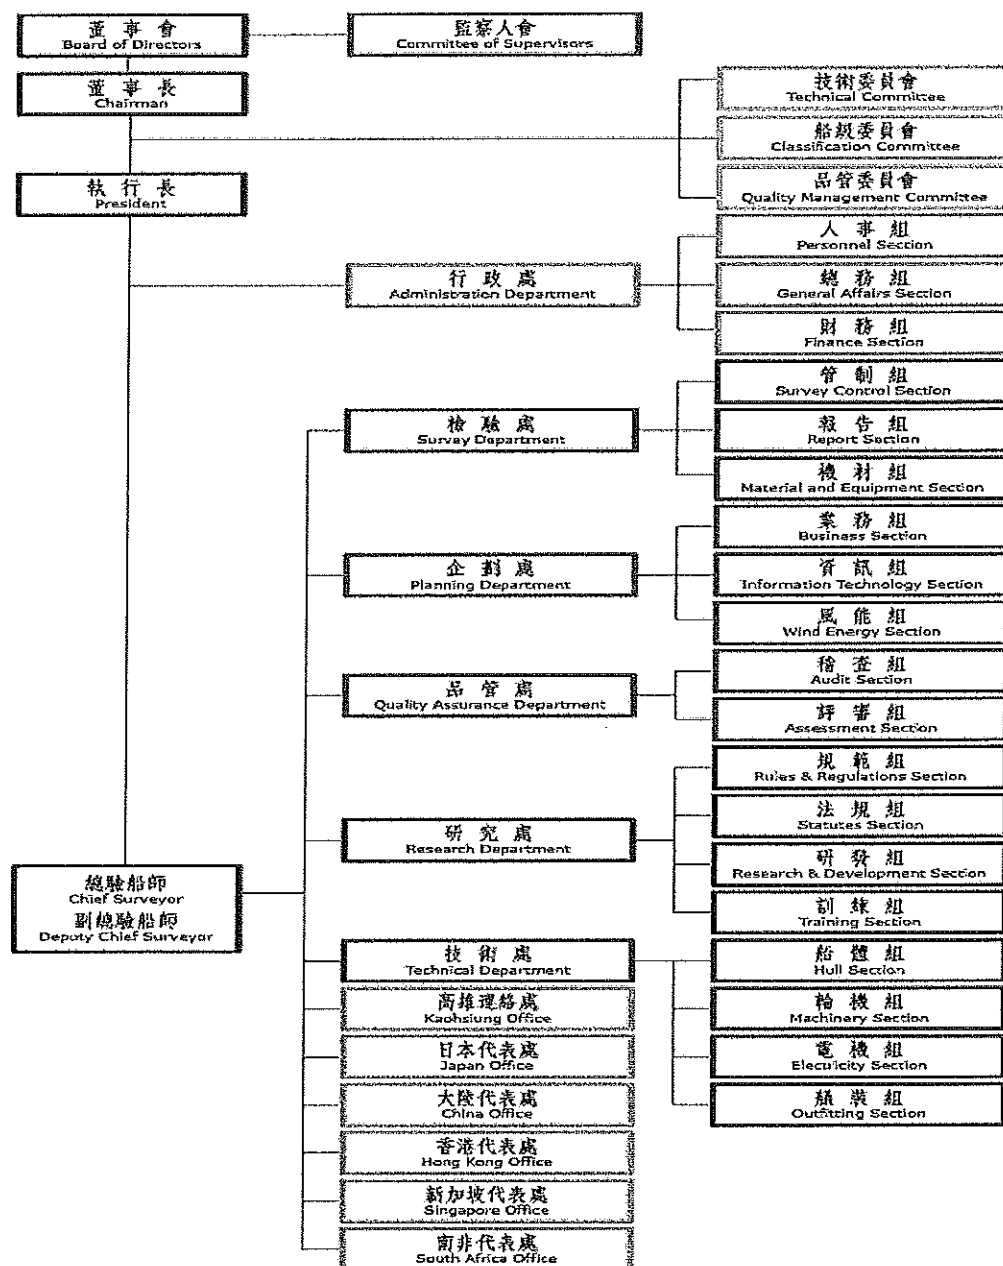 董事會
Board of Directors
監察人會
Committee of Supervisors
董事長
Chairman
技術委員會
Technical Committee
船級委員會
Classification Committee
品管委員會
Quality Management Committee
執行長
President
人事組
Personnel Section
行政處
Administration Department
總務組
General Affairs Section
財務組
Finance Section
管制組
Survey Control Section
檢驗處
Survey Department
報告組
Report Section
機材組
Material and Equipment Section
業務組
Business Section
企劃處
Planning Department
資訊組
Information Technology Section
風能組
Wind Energy Section
稽查組
Audit Section
品管處
Quality Assurance Department
評審組
Assessment Section
規範組
Rules & Regulations Section
法規組
Statutes Section
研究處
Research Department
研發組
Research & Development Section
訓練組
Training Section
總驗船師
Chief Surveyor
副總驗船師
Deputy Chief Surveyor
技術處
Technical Department
船體組
Hull Section
高雄連絡處
Kaohsiung Office
輪機組
Machinery Section
日本代表處
Japan Office
電機組
Electricity Section
大陸代表處
China Office
艤裝組
Outfitting Section
香港代表處
Hong Kong Office
新加坡代表處
Singapore Office
南非代表處
South Africa Office